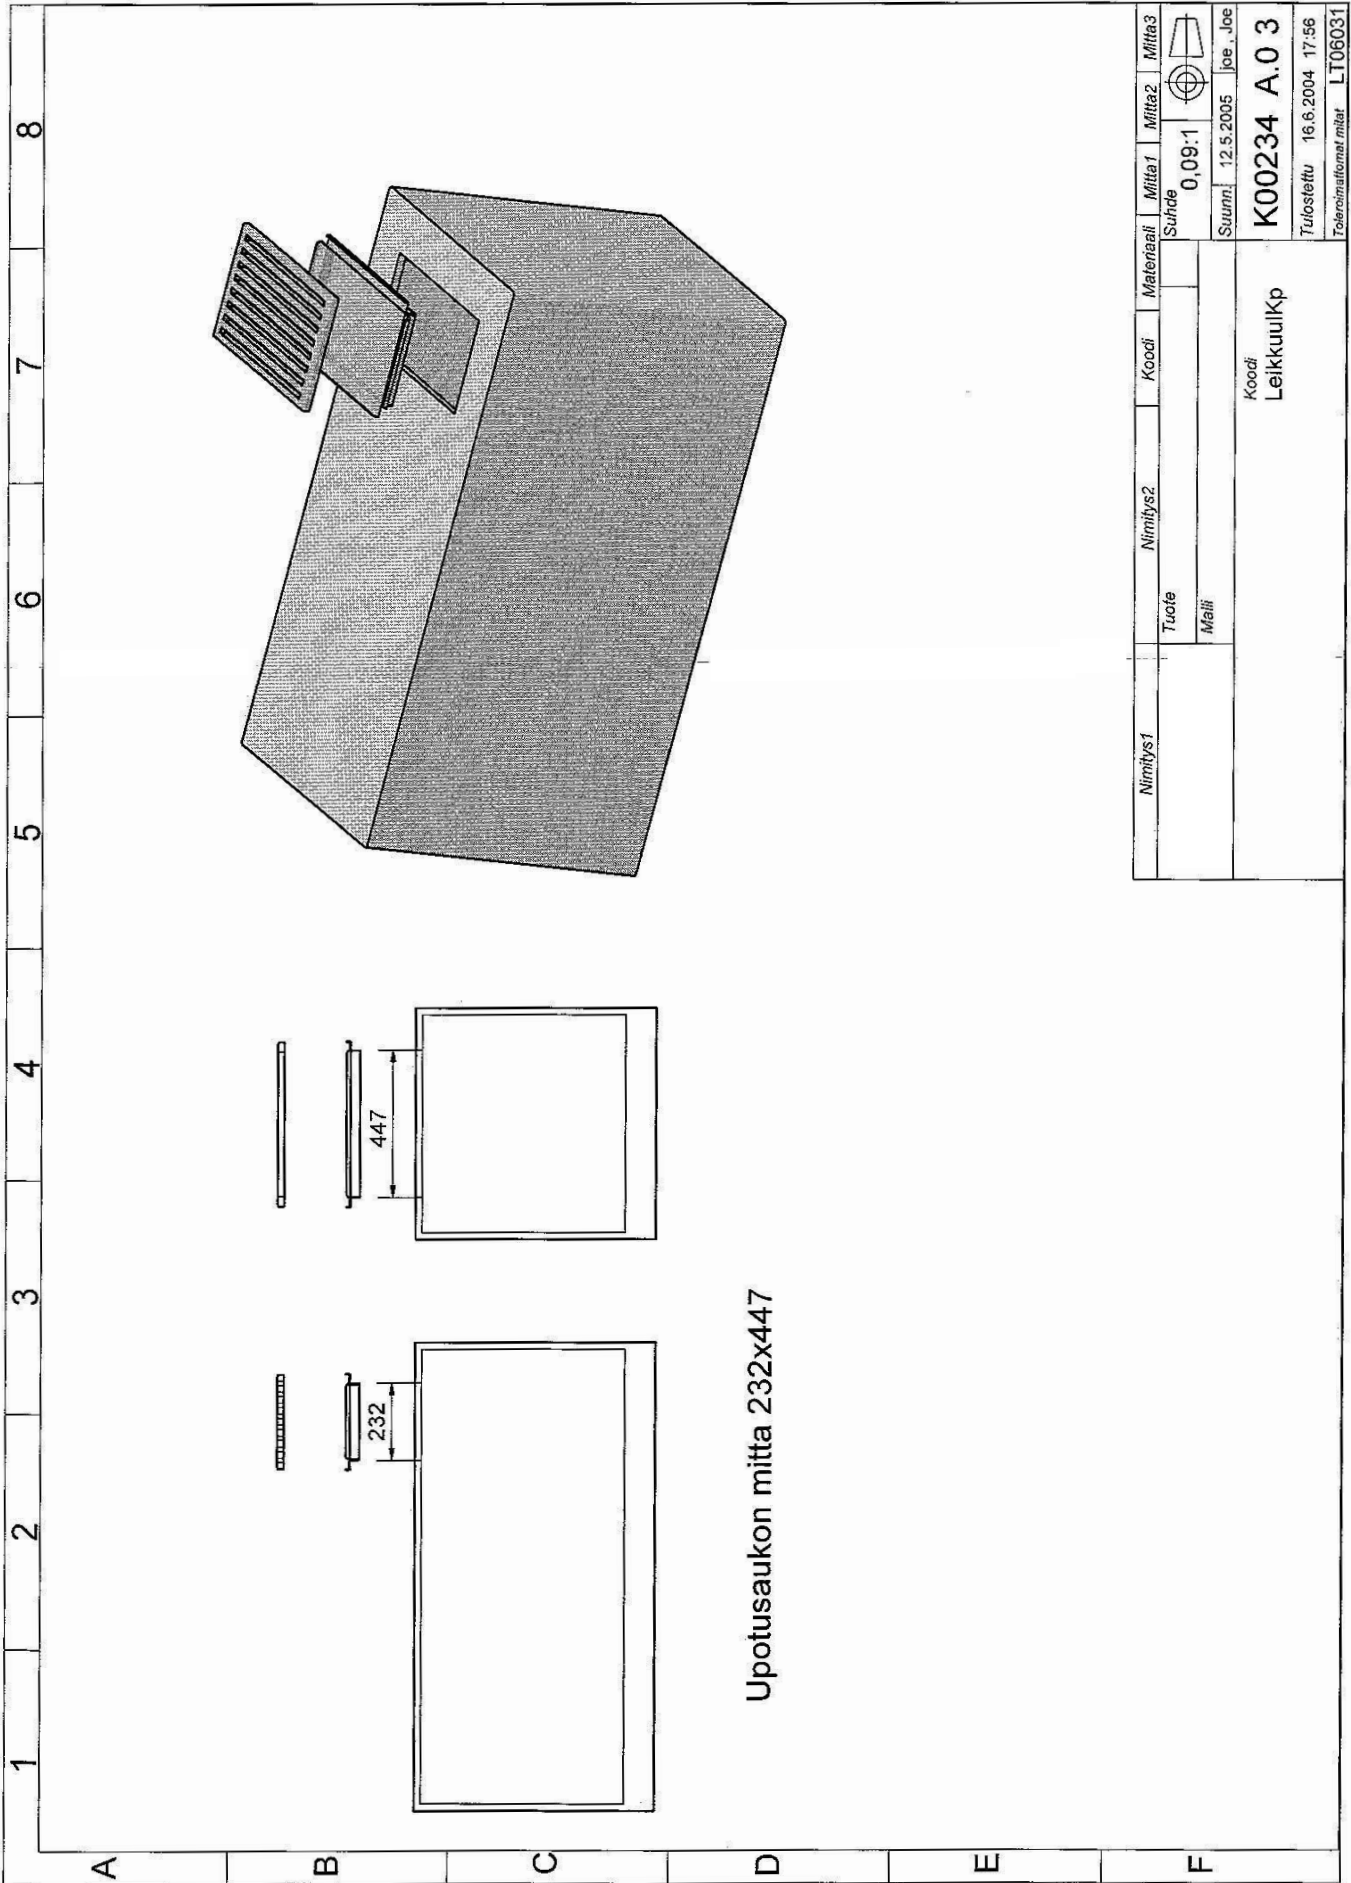 1 2 3 4 5 6 7 8
A
B
C
D
E
F
232
447
Upotusaukon mitta 232x447
Nimitys1 Nimitys2 Koodi Materiaali Mitta1 Mitta2 Mitta3
Tuote
Malli
Suhde
0,09:1
Suunn. 12.5.2005 joe , Joe
Koodi
LeikkuuIKp
K00234 A.0 3
Tulostettu 16.6.2004 17:56
Toleroimattomat mitat LT06031